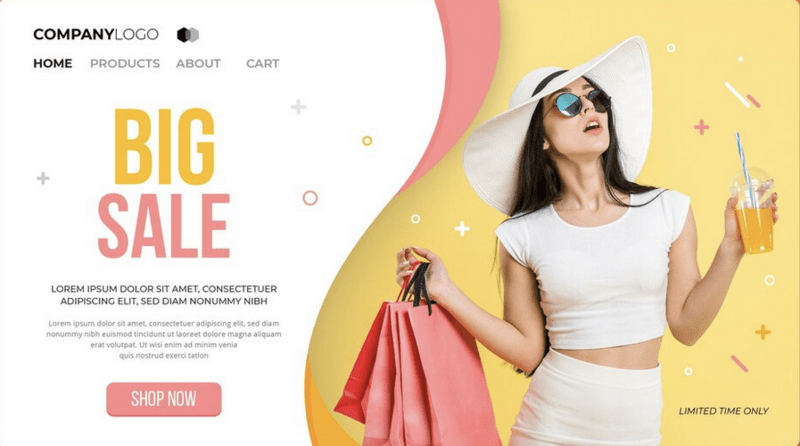 COMPANYLOGO
HOME PRODUCTS ABOUT CART
BIG
SALE
LOREM IPSUM DOLOR SIT AMET, CONSECTETUER
ADIPISCING ELIT, SED DIAM NONUMMY NIBH
Lorem ipsum dolor sit amet, consectetuer adipiscing elit, sed diam
nonummy nibh euismod tincidunt ut laoreet dolore magna aliquam
erat volutpat. Ut wisi enim ad minim veniam
quis nostrud exerci tation
SHOP NOW
LIMITED TIME ONLY